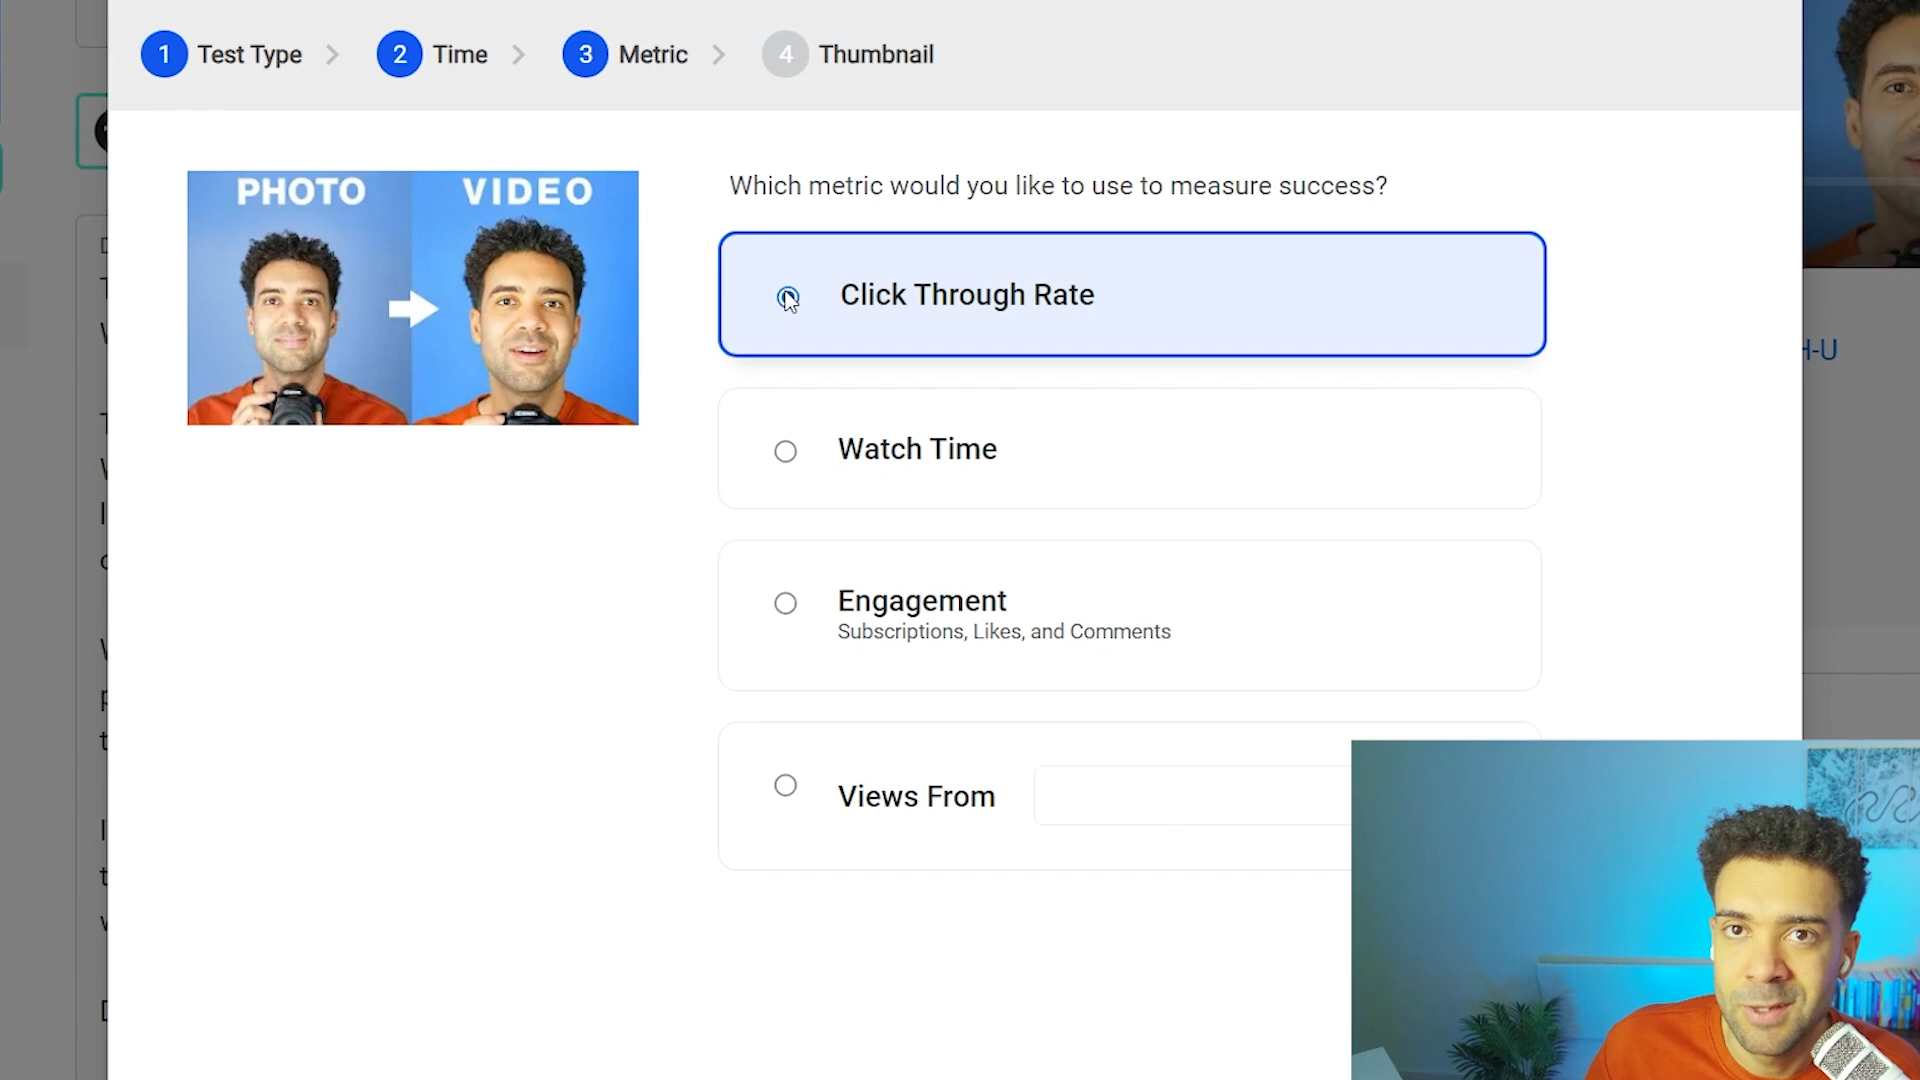 1 Test Type 2 Time 3 Metric 4 Thumbnail
PHOTO VIDEO
Which metric would you like to use to measure success?
Click Through Rate
Watch Time
Engagement
Subscriptions, Likes, and Comments
Views From
H-U